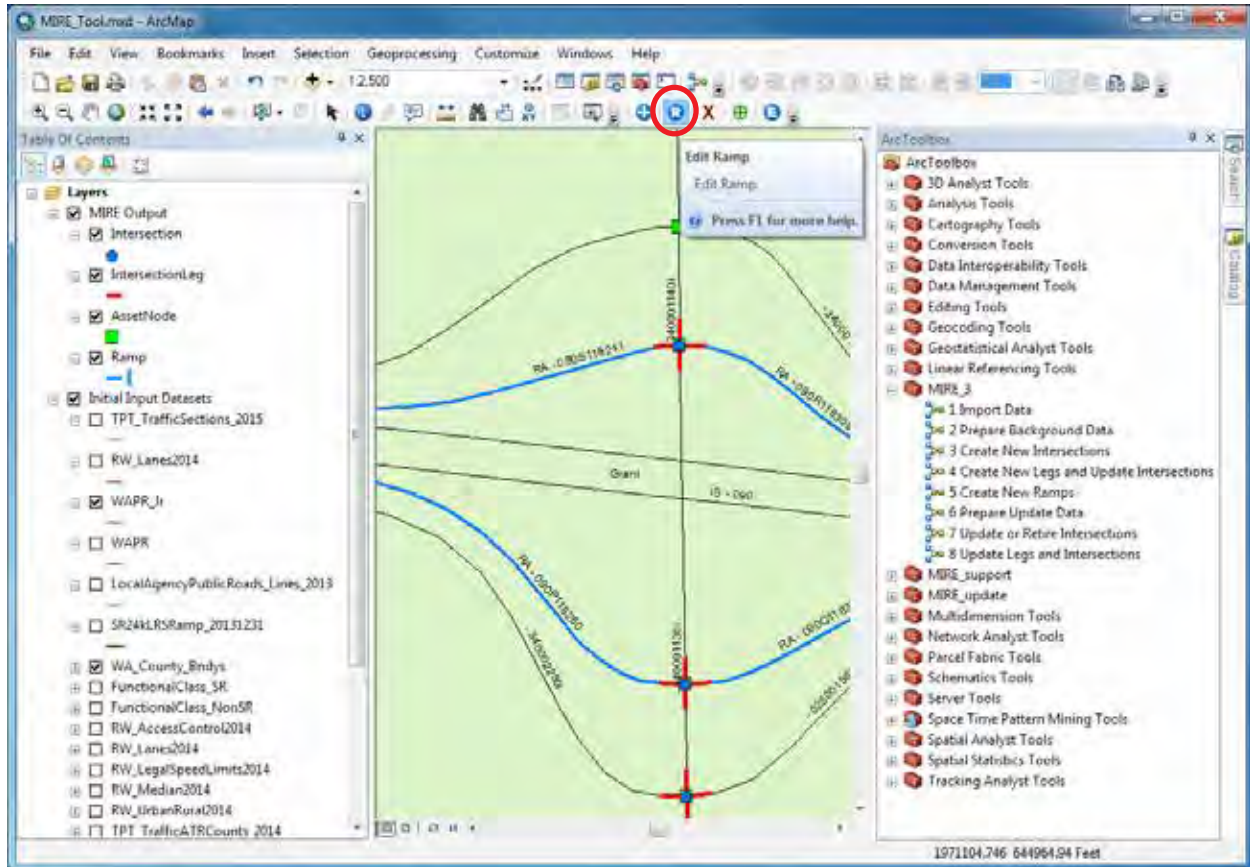 MIRE_Tool.mxd - ArcMap
File Edit View Bookmarks Insert Selection Geoprocessing Customize Windows Help
1:2,500
Table Of Contents
Layers
MIRE Output
Intersection
IntersectionLeg
AssetNode
Ramp
Initial Input Datasets
TPT_TrafficSections_2015
RW_Lanes2014
WAPR_Jr
WAPR
LocalAgencyPublicRoads_Lines_2013
SR24kLRSRamp_20131231
WA_County_Bndys
FunctionalClass_SR
FunctionalClass_NonSR
RW_AccessControl2014
RW_Lanes2014
RW_LegalSpeedLimits2014
RW_Median2014
RW_UrbanRural2014
TPT_TrafficATRCounts_2014
Edit Ramp
Edit Ramp
Press F1 for more help.
Grant
IS - 090
ArcToolbox
ArcToolbox
3D Analyst Tools
Analysis Tools
Cartography Tools
Conversion Tools
Data Interoperability Tools
Data Management Tools
Editing Tools
Geocoding Tools
Geostatistical Analyst Tools
Linear Referencing Tools
MIRE_3
1 Import Data
2 Prepare Background Data
3 Create New Intersections
4 Create New Legs and Update Intersections
5 Create New Ramps
6 Prepare Update Data
7 Update or Retire Intersections
8 Update Legs and Intersections
MIRE_support
MIRE_update
Multidimension Tools
Network Analyst Tools
Parcel Fabric Tools
Schematics Tools
Server Tools
Space Time Pattern Mining Tools
Spatial Analyst Tools
Spatial Statistics Tools
Tracking Analyst Tools
Search
Catalog
1971104.746 644964.94 Feet